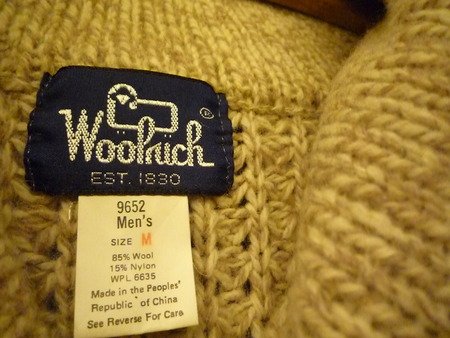 Woolrich
EST. 1830
9652
Men's
SIZE M
85% Wool
15% Nylon
WPL 6635
Made in the Peoples'
Republic of China
See Reverse For Care